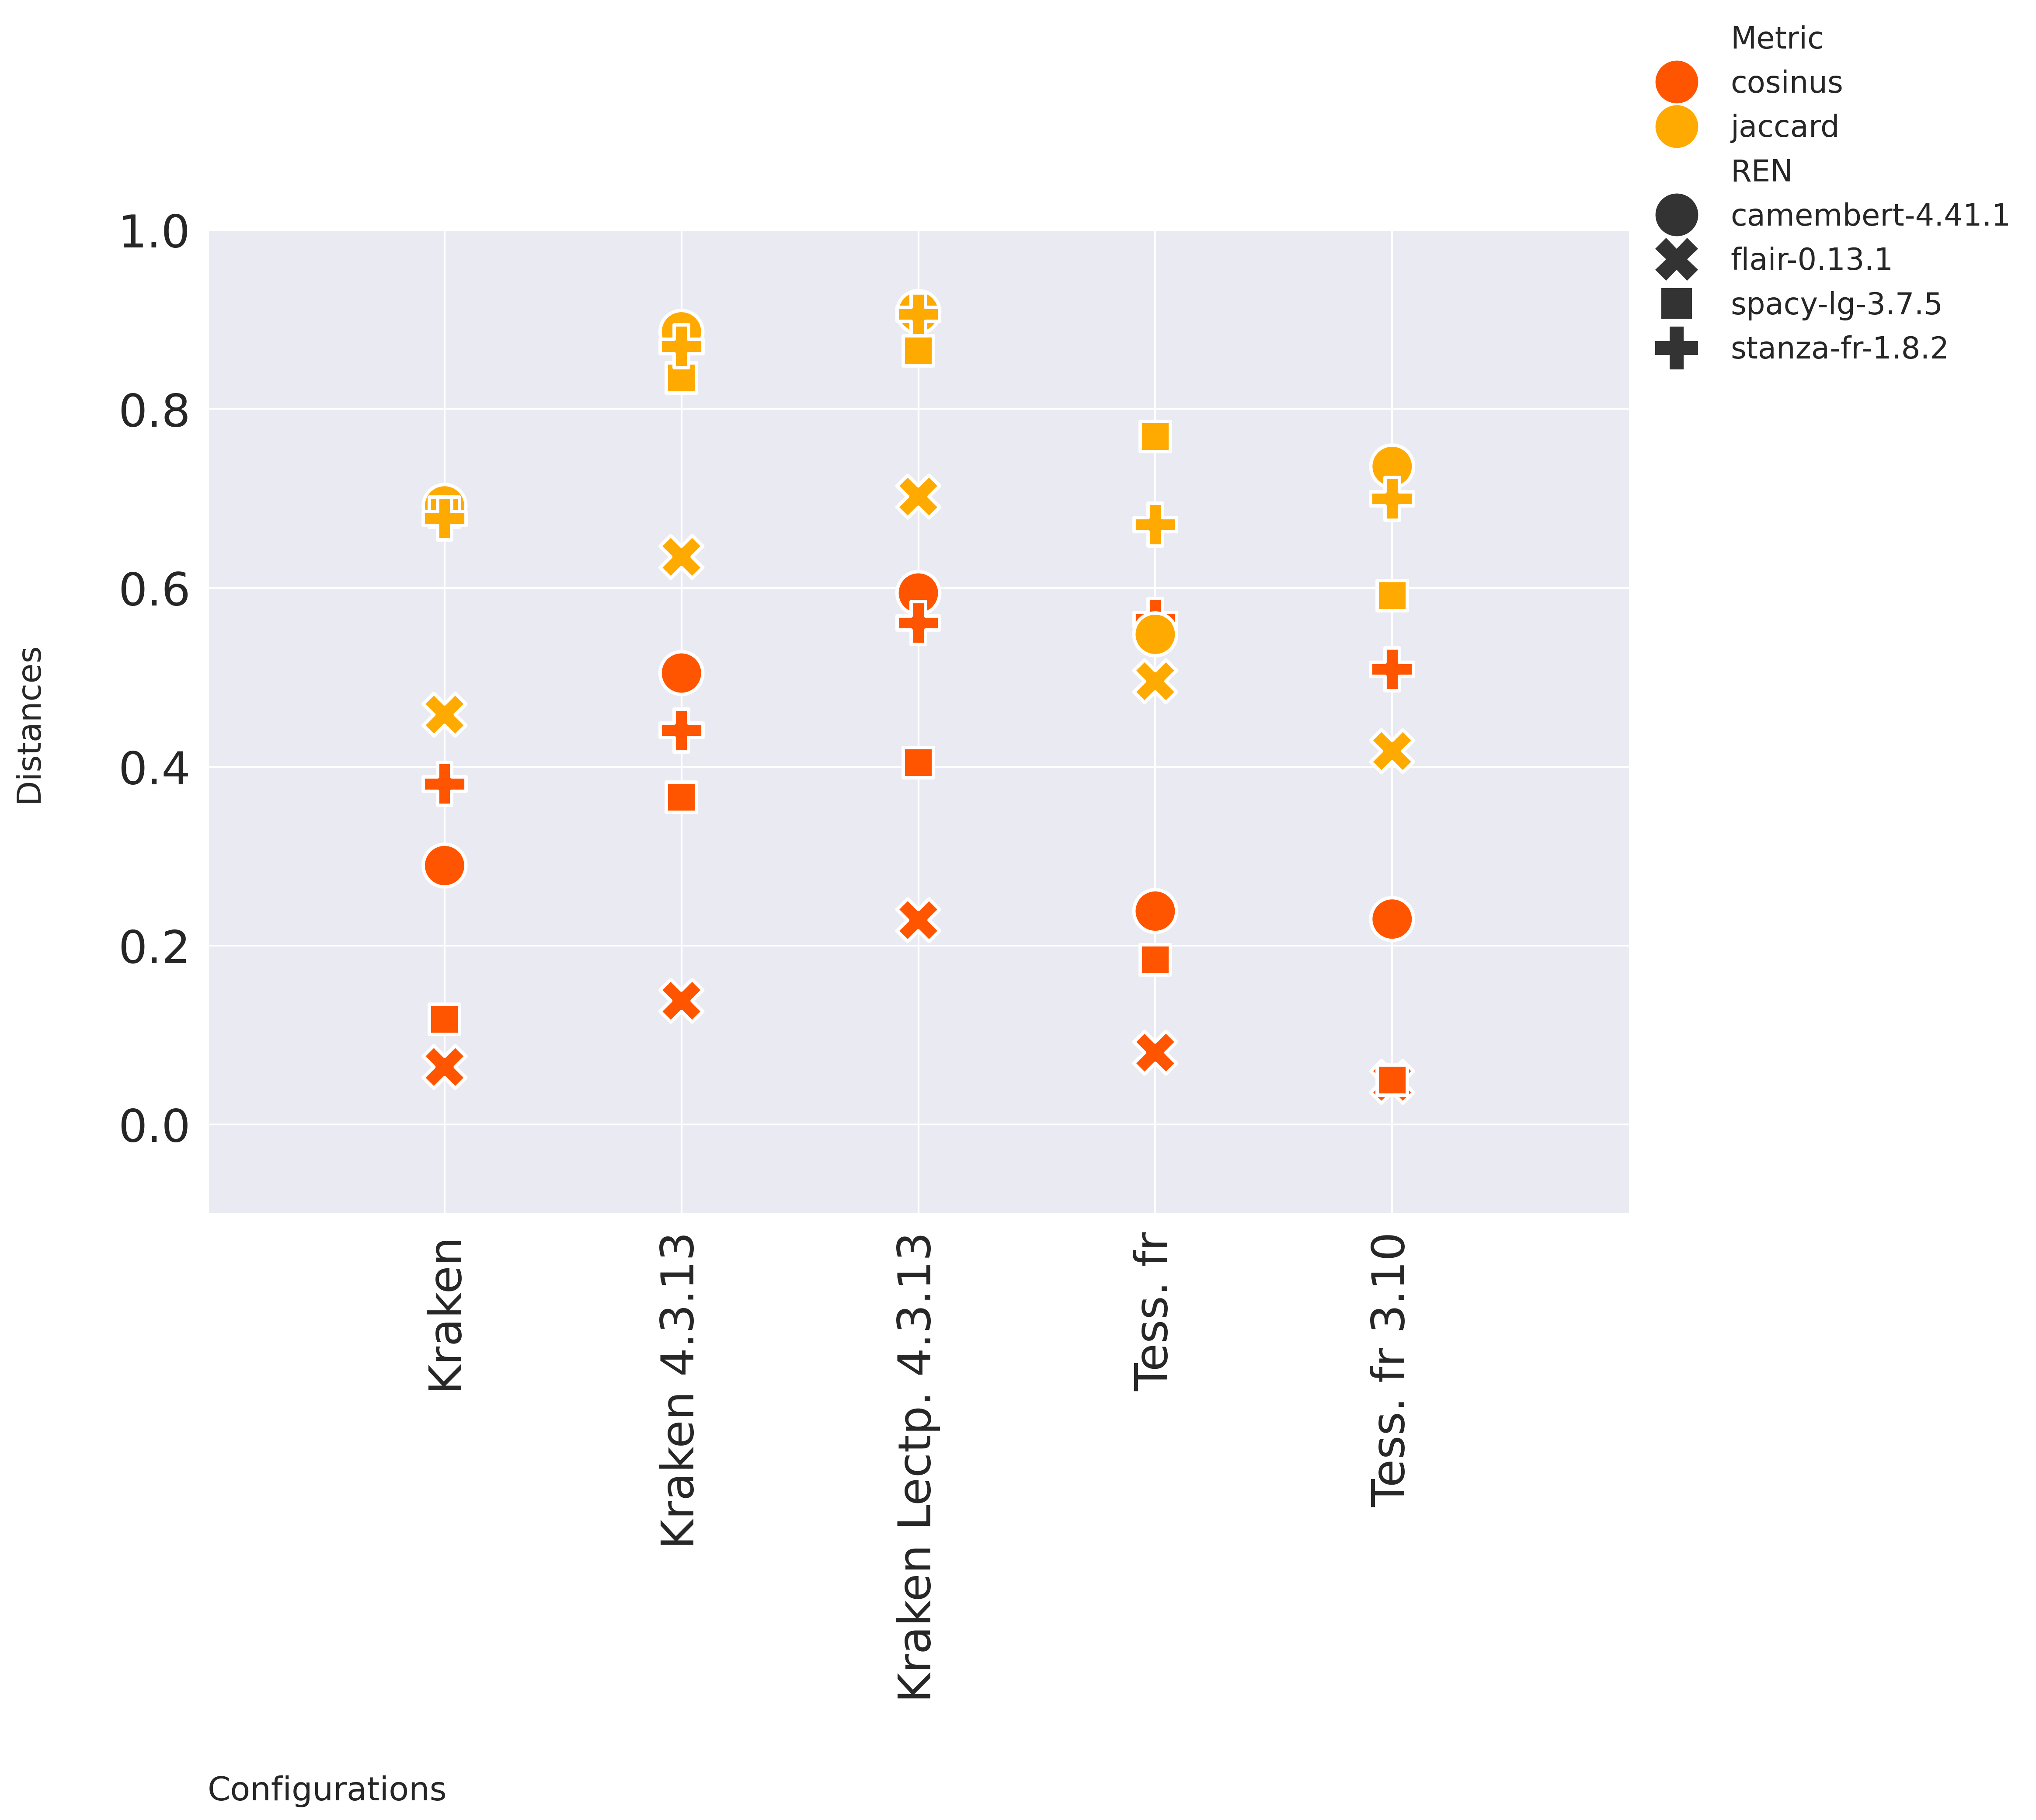 Metric
cosinus
jaccard
REN
camembert-4.41.1
flair-0.13.1
spacy-lg-3.7.5
stanza-fr-1.8.2
1.0
0.8
0.6
0.4
0.2
0.0
Distances
Kraken
Kraken 4.3.13
Kraken Lectp. 4.3.13
Tess. fr
Tess. fr 3.10
Configurations